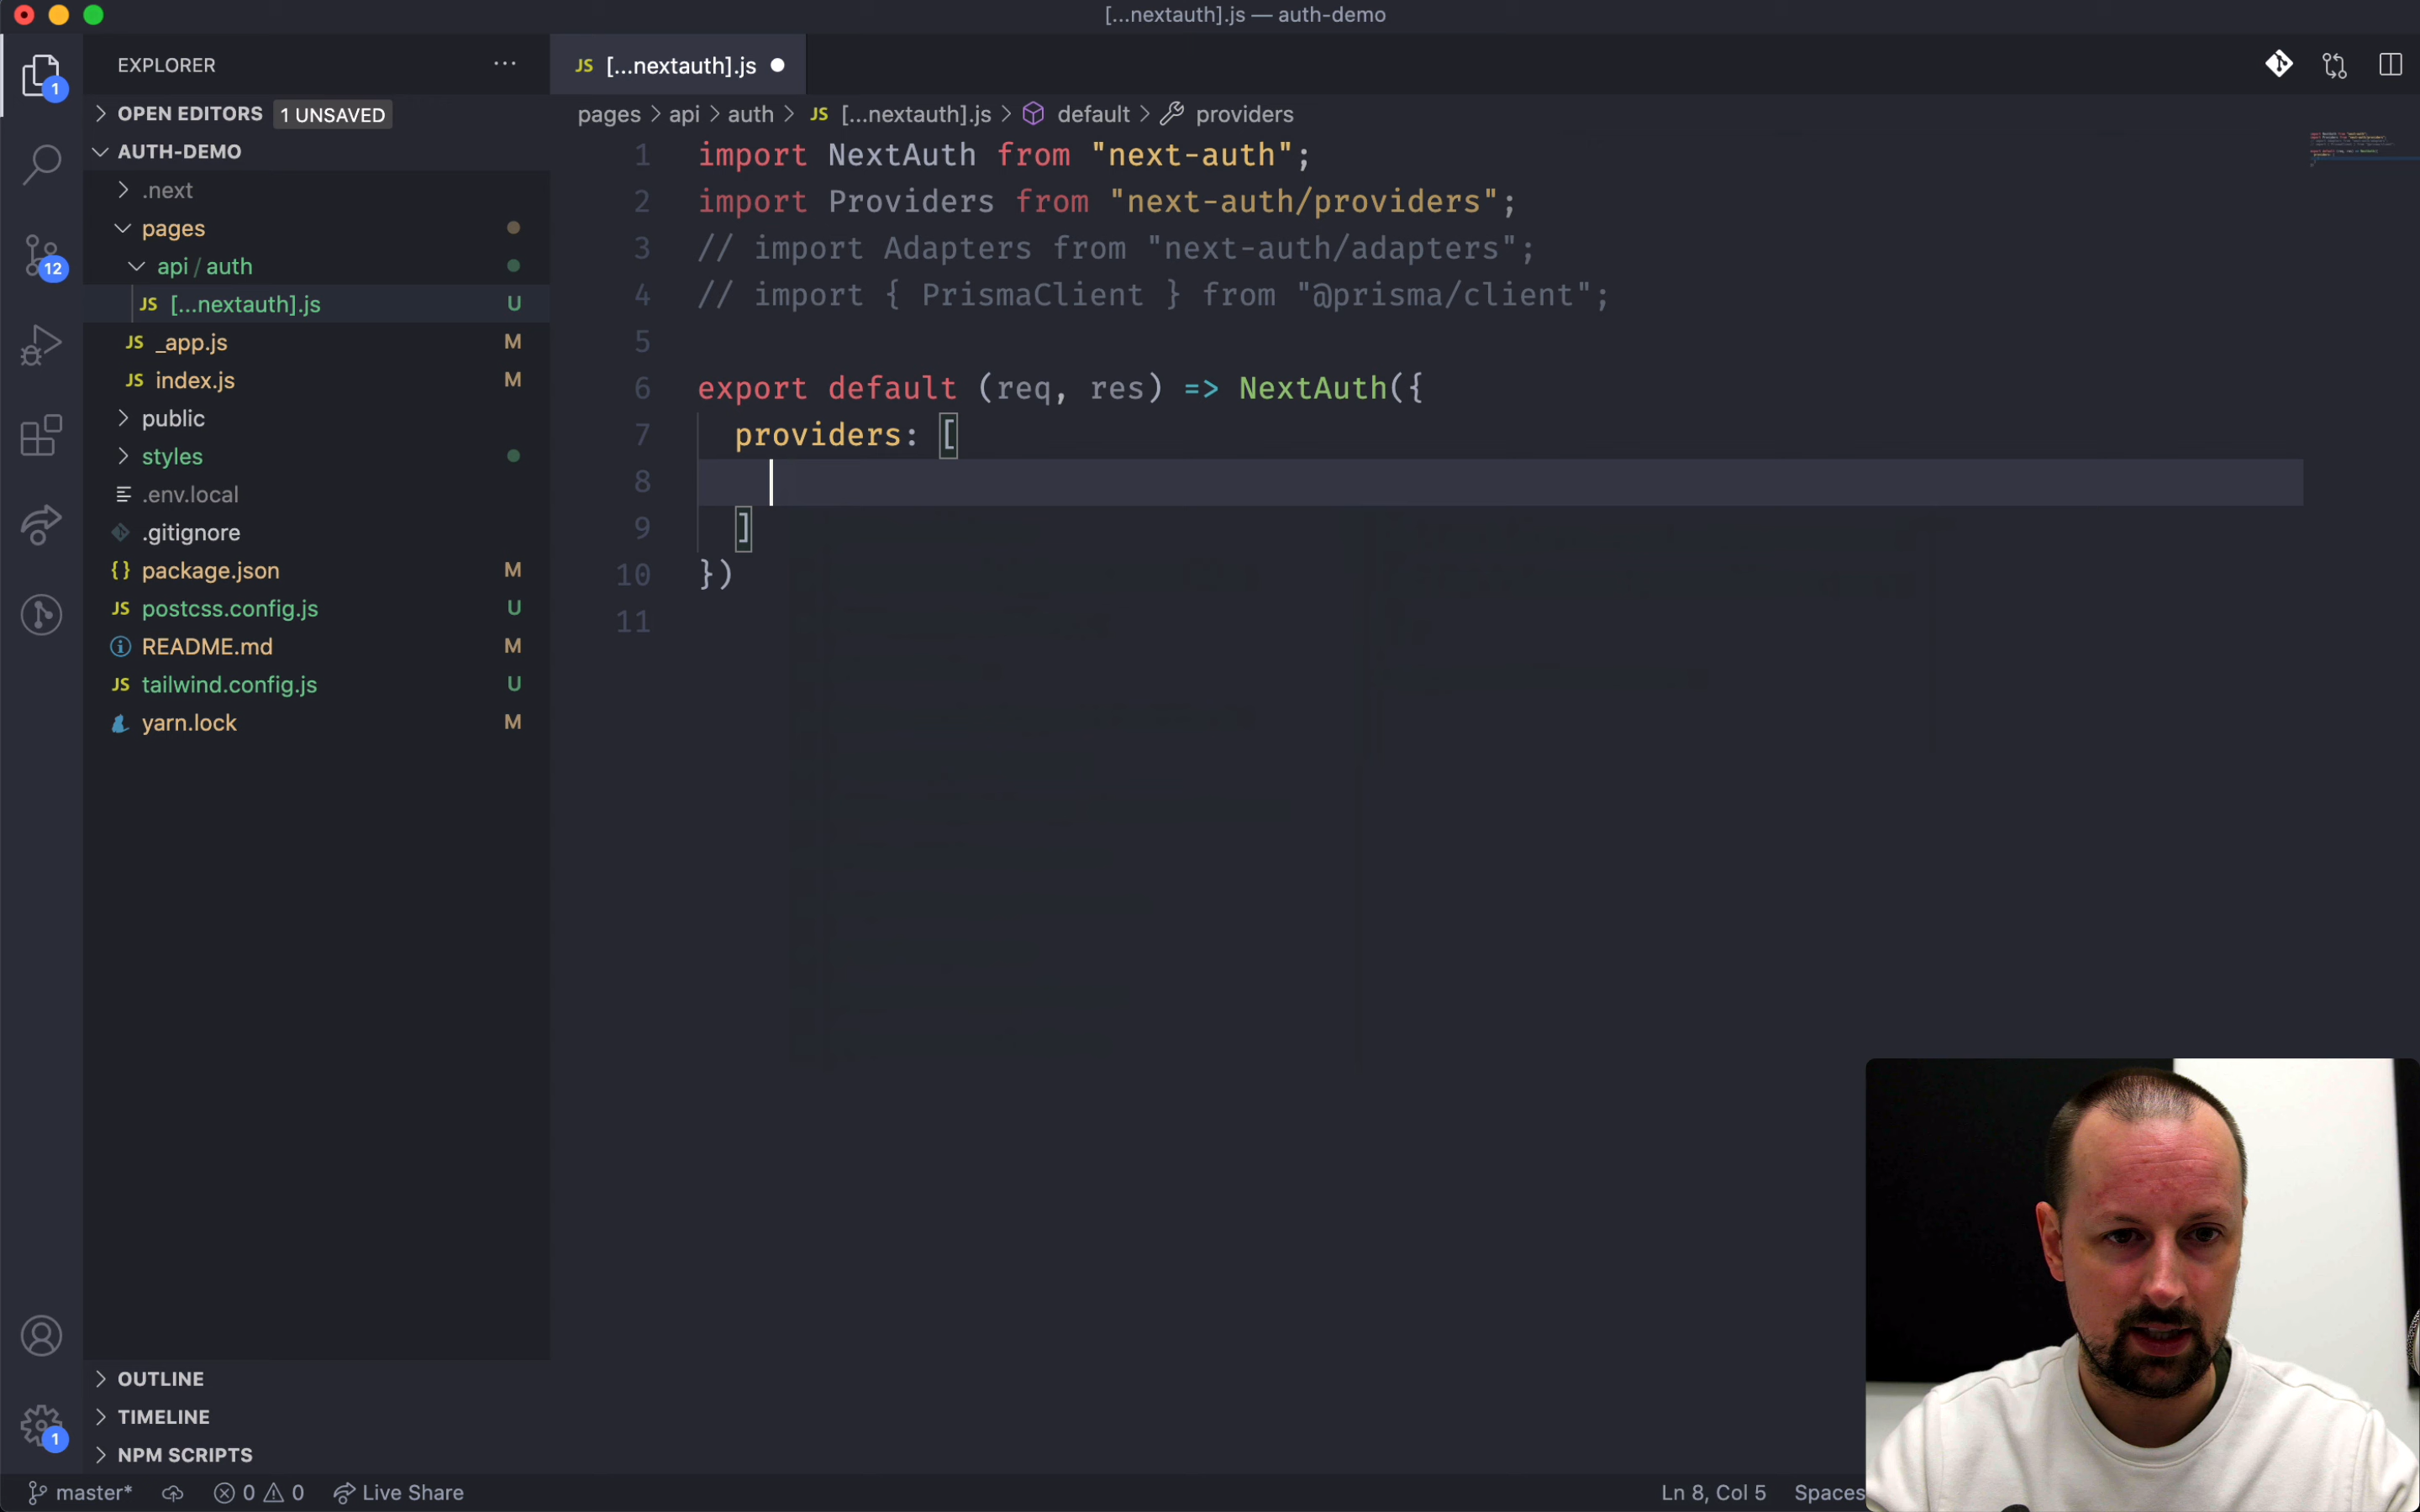 [...nextauth].js — auth-demo
EXPLORER
···
JS [...nextauth].js
1
OPEN EDITORS 1 UNSAVED
pages > api > auth > JS [...nextauth].js > default > providers
AUTH-DEMO
.next
pages
api / auth
JS [...nextauth].js U
JS _app.js M
JS index.js M
public
styles
.env.local
.gitignore
{} package.json M
JS postcss.config.js U
README.md M
JS tailwind.config.js U
yarn.lock M
12
1 import NextAuth from "next-auth";
2 import Providers from "next-auth/providers";
3 // import Adapters from "next-auth/adapters";
4 // import { PrismaClient } from "@prisma/client";
5
6 export default (req, res) => NextAuth({
7 providers: [
8
9 ]
10 })
11
OUTLINE
TIMELINE
1
NPM SCRIPTS
master* 0 0 Live Share
Ln 8, Col 5 Spaces